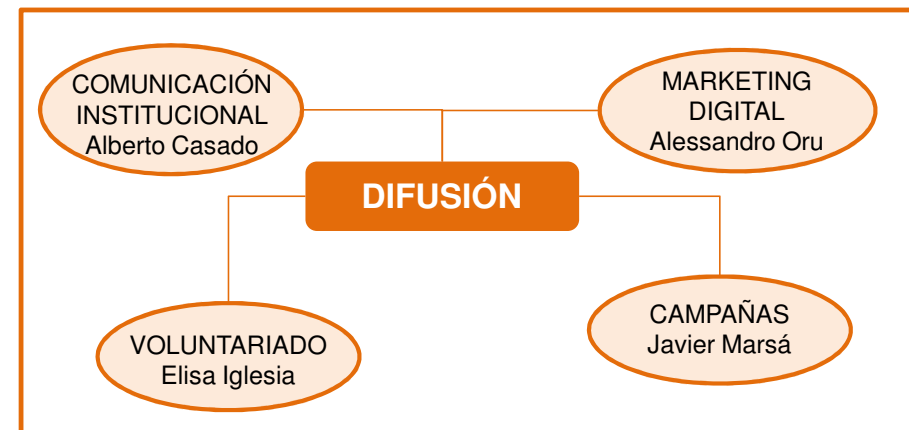 COMUNICACIÓN
INSTITUCIONAL
Alberto Casado
MARKETING
DIGITAL
Alessandro Oru
DIFUSIÓN
VOLUNTARIADO
Elisa Iglesia
CAMPAÑAS
Javier Marsá